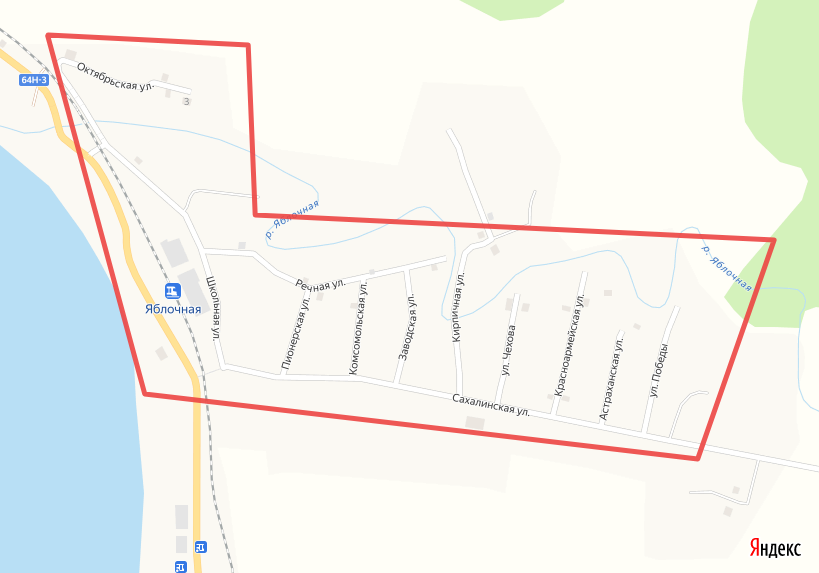 Октябрьская ул.
64Н-3
3
р. Яблочная
р. Яблочная
Яблочная
Школьная ул.
Речная ул.
Пионерская ул.
Комсомольская ул.
Заводская ул.
Кирпичная ул.
ул. Чехова
Красноармейская ул.
Астраханская ул.
ул. Победы
Сахалинская ул.
Яндекс